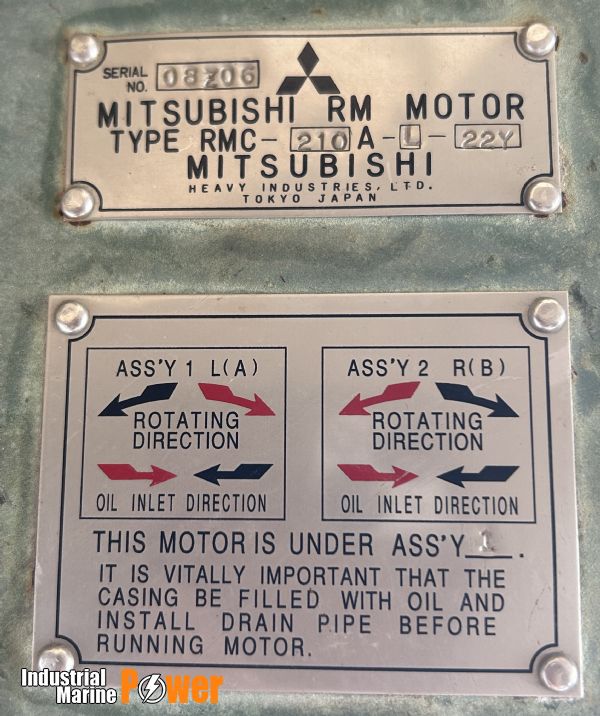 SERIAL NO. 08206
MITSUBISHI RM MOTOR
TYPE RMC-210A-L-22Y
MITSUBISHI
HEAVY INDUSTRIES, LTD.
TOKYO JAPAN
ASS'Y 1 L(A)
ROTATING
DIRECTION
OIL INLET DIRECTION
ASS'Y 2 R(B)
ROTATING
DIRECTION
OIL INLET DIRECTION
THIS MOTOR IS UNDER ASS'Y 1.
IT IS VITALLY IMPORTANT THAT THE
CASING BE FILLED WITH OIL AND
INSTALL DRAIN PIPE BEFORE
RUNNING MOTOR.
Industrial
Marine Power